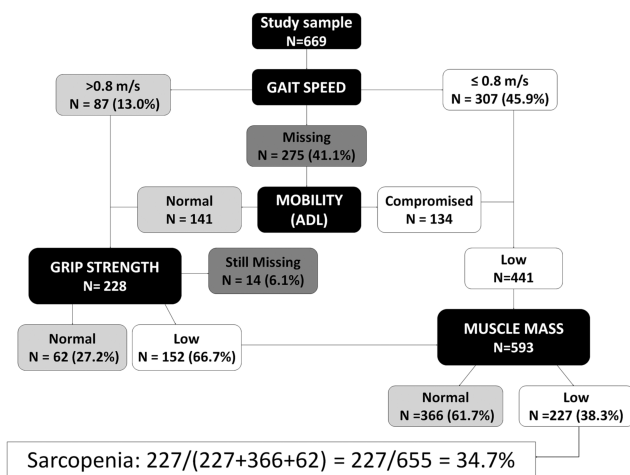 Study sample
N=669
>0.8 m/s
N = 87 (13.0%)
GAIT SPEED
≤ 0.8 m/s
N = 307 (45.9%)
Missing
N = 275 (41.1%)
Normal
N = 141
MOBILITY
(ADL)
Compromised
N = 134
GRIP STRENGTH
N= 228
Still Missing
N = 14 (6.1%)
Low
N=441
Normal
N = 62 (27.2%)
Low
N = 152 (66.7%)
MUSCLE MASS
N=593
Normal
N =366 (61.7%)
Low
N =227 (38.3%)
Sarcopenia: 227/(227+366+62) = 227/655 = 34.7%